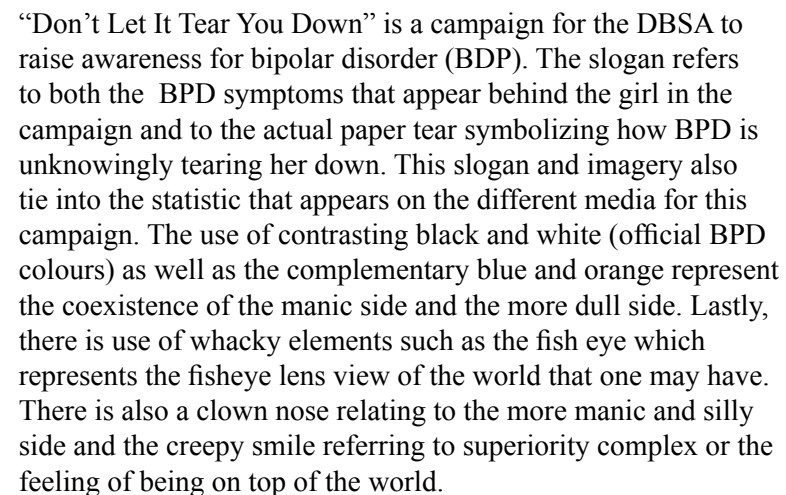 “Don’t Let It Tear You Down” is a campaign for the DBSA to
raise awareness for bipolar disorder (BDP). The slogan refers
to both the  BPD symptoms that appear behind the girl in the
campaign and to the actual paper tear symbolizing how BPD is
unknowingly tearing her down. This slogan and imagery also
tie into the statistic that appears on the different media for this
campaign. The use of contrasting black and white (official BPD
colours) as well as the complementary blue and orange represent
the coexistence of the manic side and the more dull side. Lastly,
there is use of whacky elements such as the fish eye which
represents the fisheye lens view of the world that one may have.
There is also a clown nose relating to the more manic and silly
side and the creepy smile referring to superiority complex or the
feeling of being on top of the world.